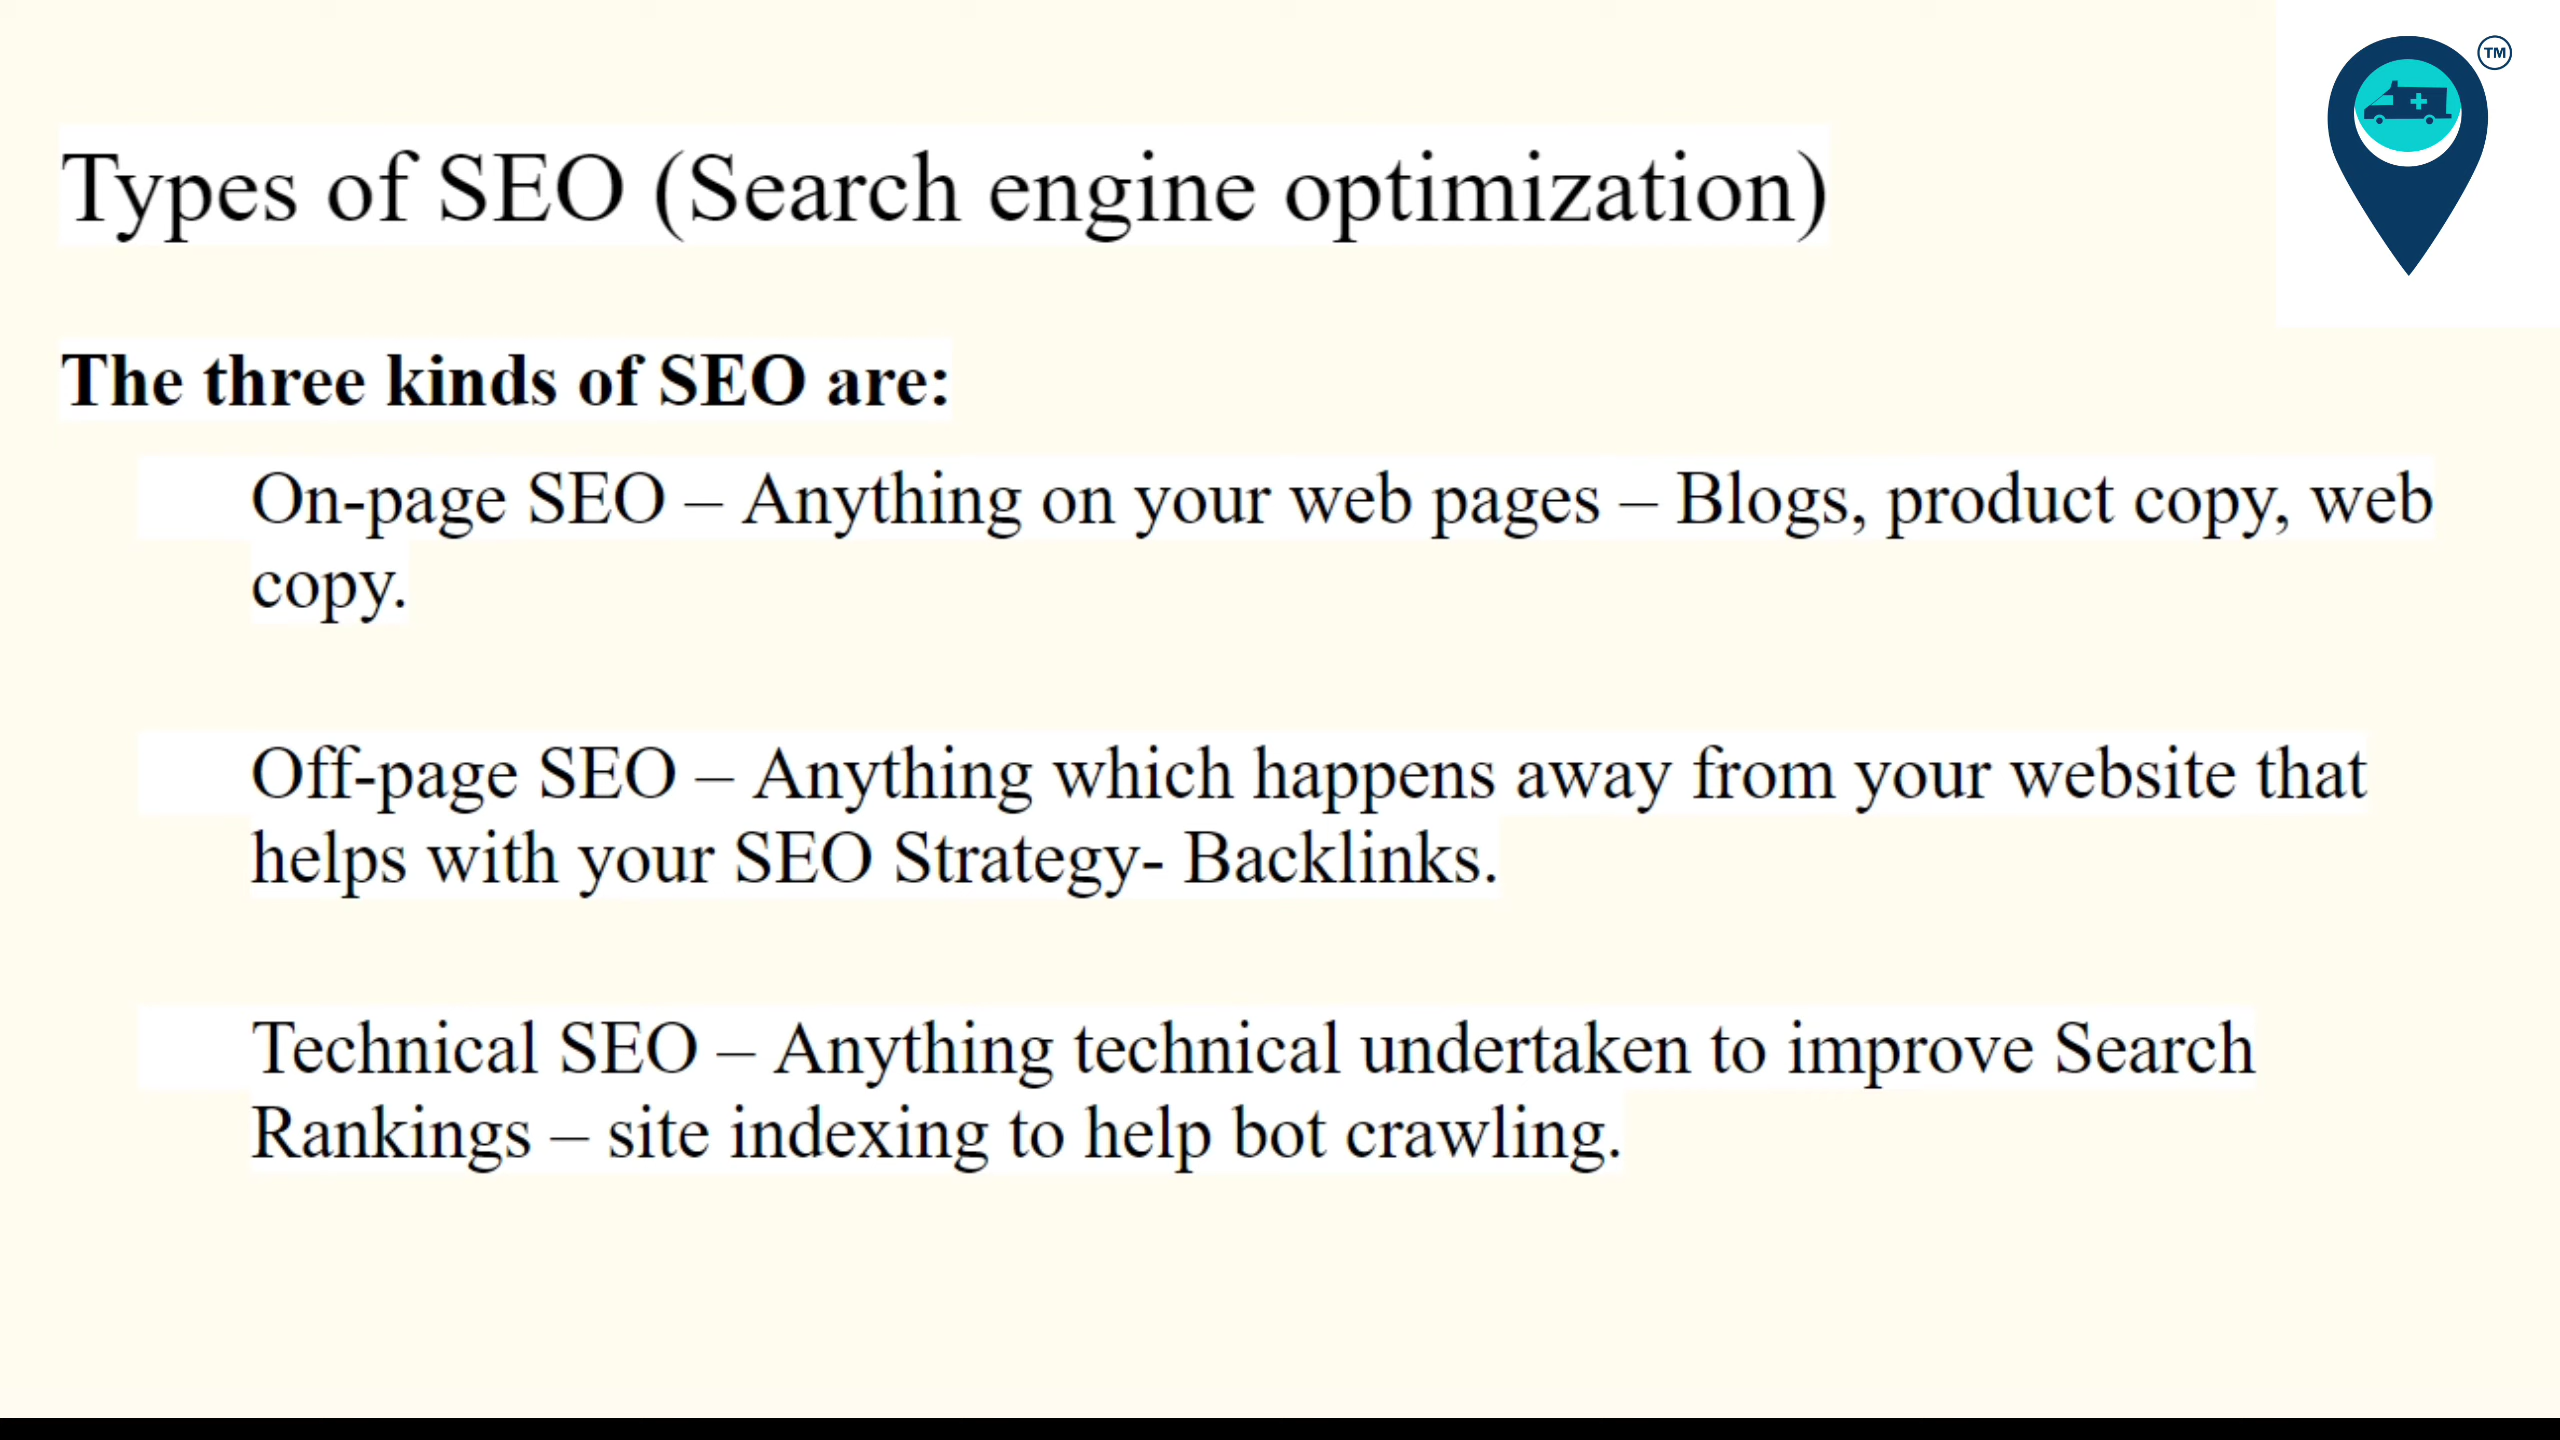 TM
Types of SEO (Search engine optimization)
The three kinds of SEO are:
On-page SEO – Anything on your web pages – Blogs, product copy, web
copy.
Off-page SEO – Anything which happens away from your website that
helps with your SEO Strategy- Backlinks.
Technical SEO – Anything technical undertaken to improve Search
Rankings – site indexing to help bot crawling.